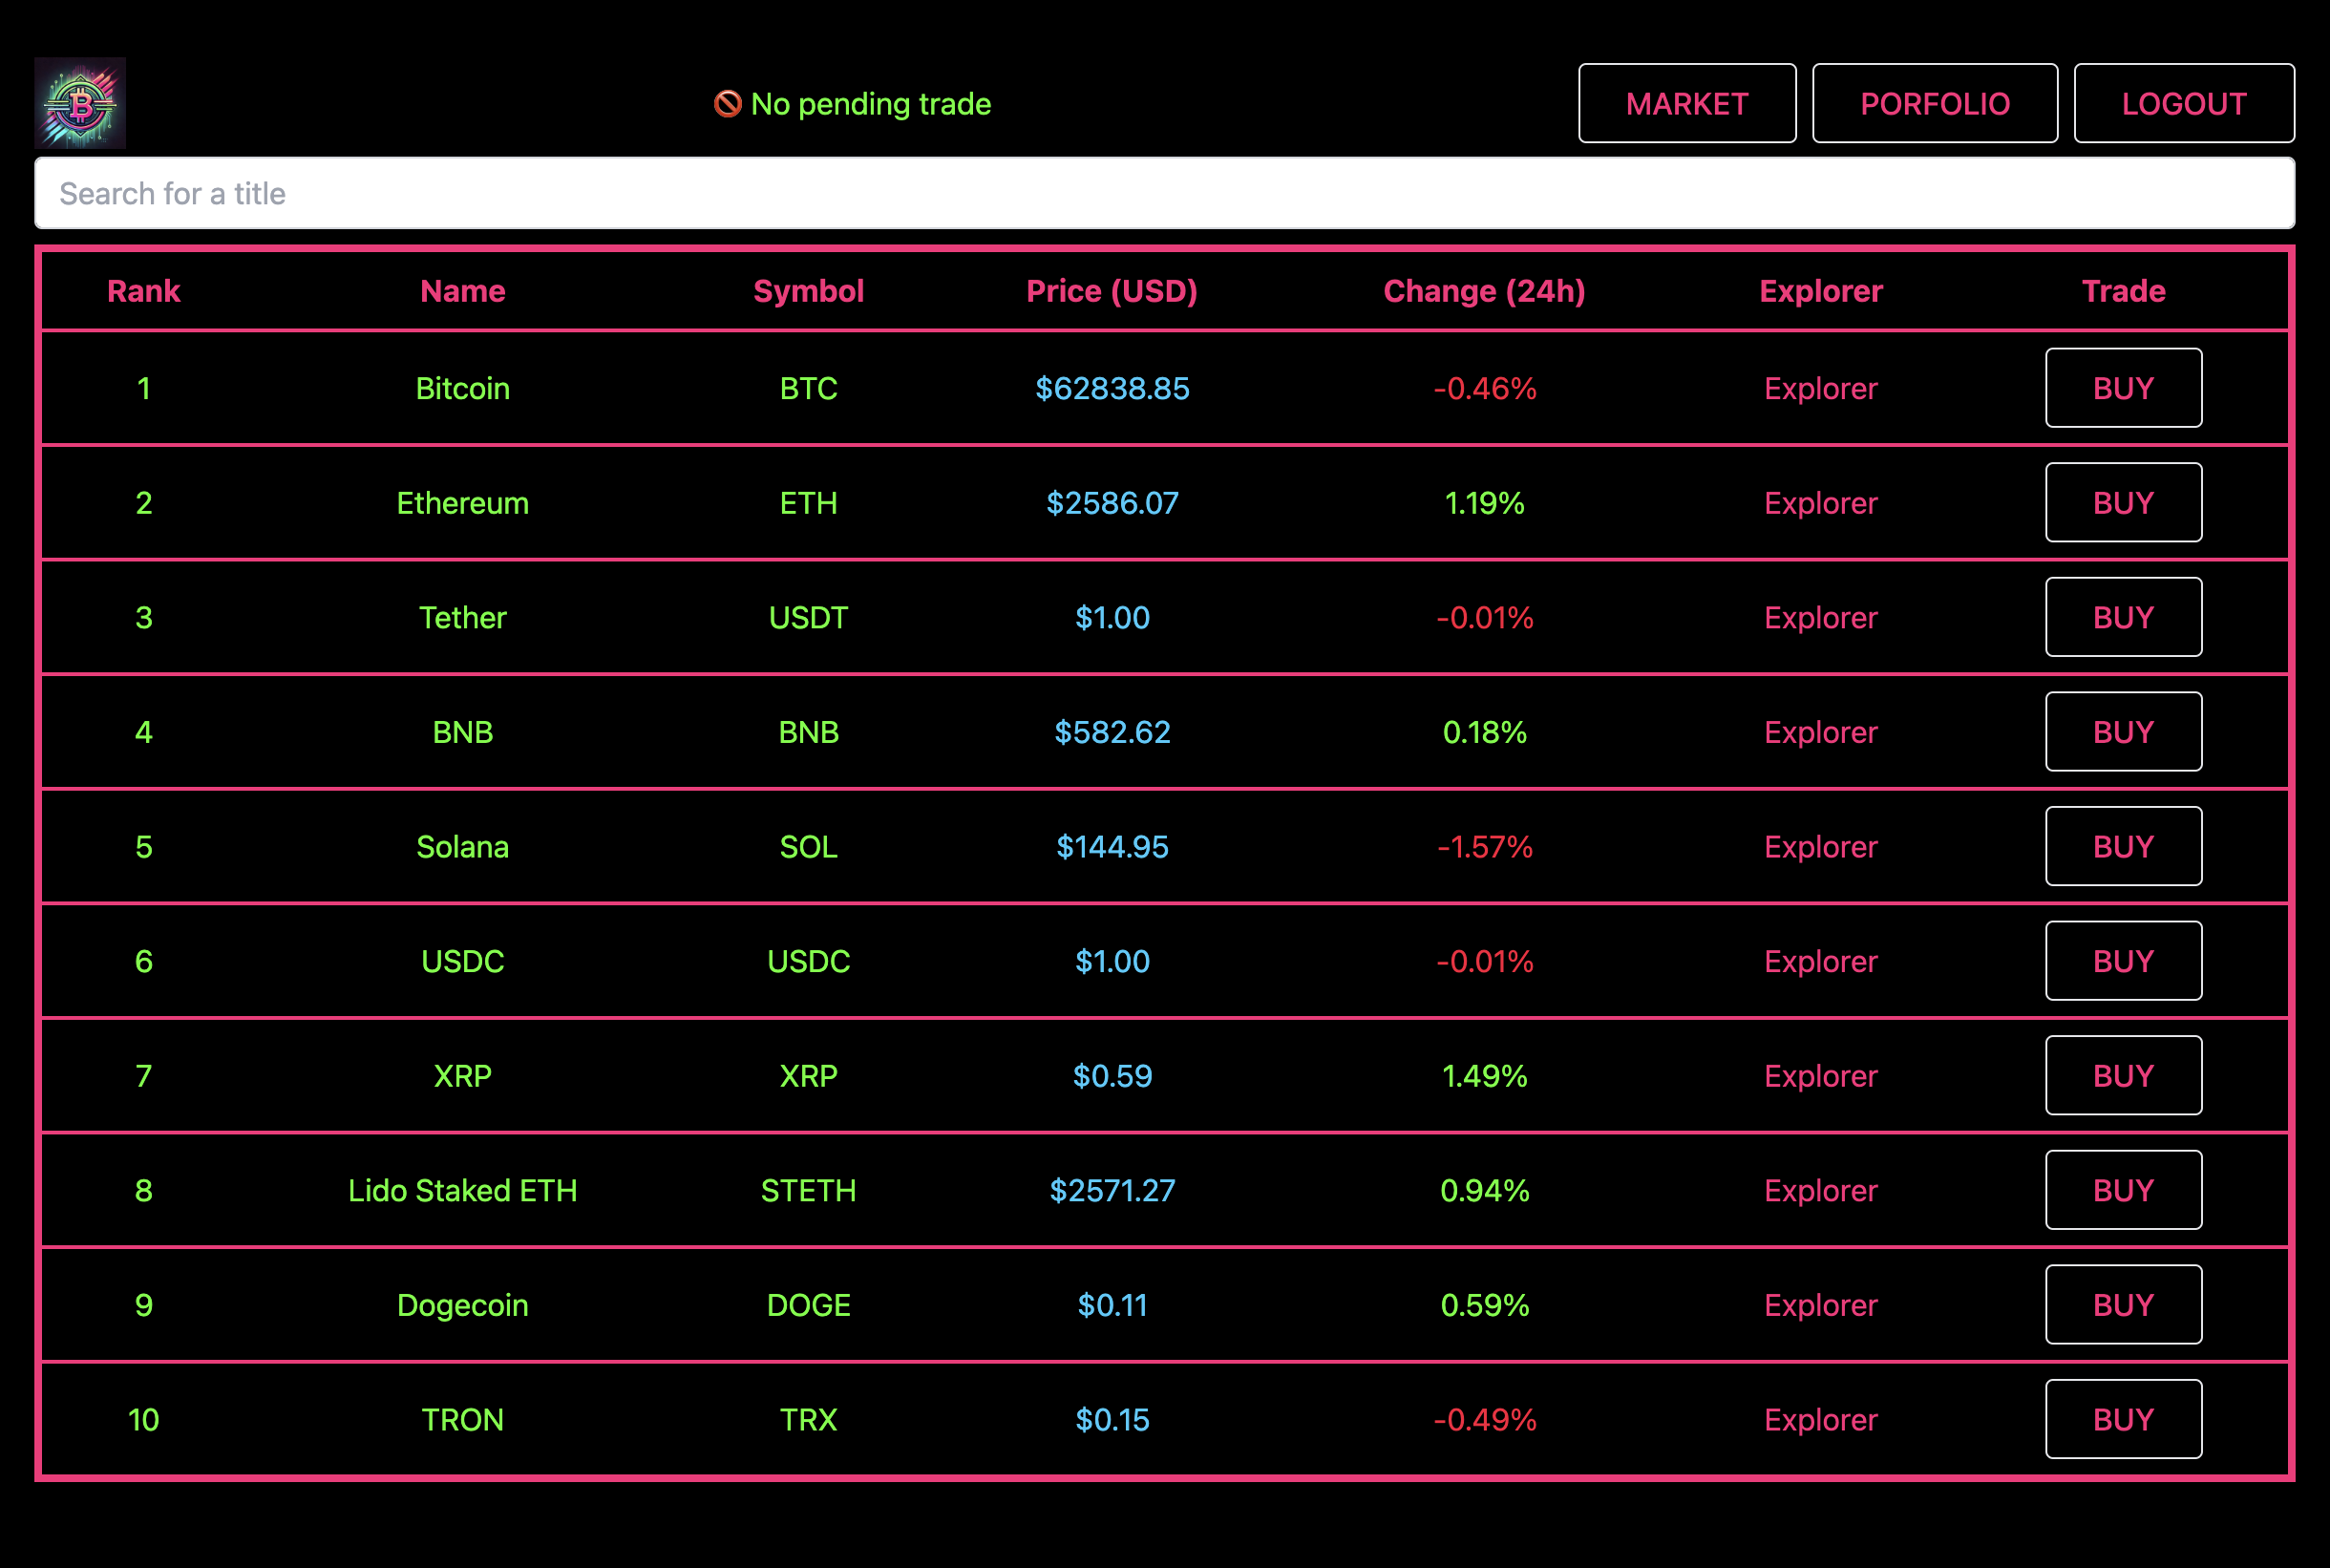 🚫 No pending trade MARKET PORFOLIO LOGOUT
Search for a title
Rank Name Symbol Price (USD) Change (24h) Explorer Trade
1 Bitcoin BTC $62838.85 -0.46% Explorer BUY
2 Ethereum ETH $2586.07 1.19% Explorer BUY
3 Tether USDT $1.00 -0.01% Explorer BUY
4 BNB BNB $582.62 0.18% Explorer BUY
5 Solana SOL $144.95 -1.57% Explorer BUY
6 USDC USDC $1.00 -0.01% Explorer BUY
7 XRP XRP $0.59 1.49% Explorer BUY
8 Lido Staked ETH STETH $2571.27 0.94% Explorer BUY
9 Dogecoin DOGE $0.11 0.59% Explorer BUY
10 TRON TRX $0.15 -0.49% Explorer BUY